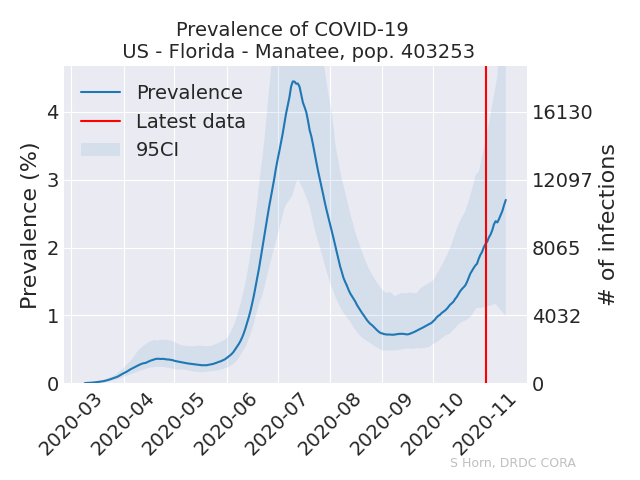 Prevalence of COVID-19
US - Florida - Manatee, pop. 403253
Prevalence
Latest data
95CI
Prevalence (%)
4
3
2
1
0
16130
12097
8065
4032
0
# of infections
2020-03
2020-04
2020-05
2020-06
2020-07
2020-08
2020-09
2020-10
2020-11
S Horn, DRDC CORA